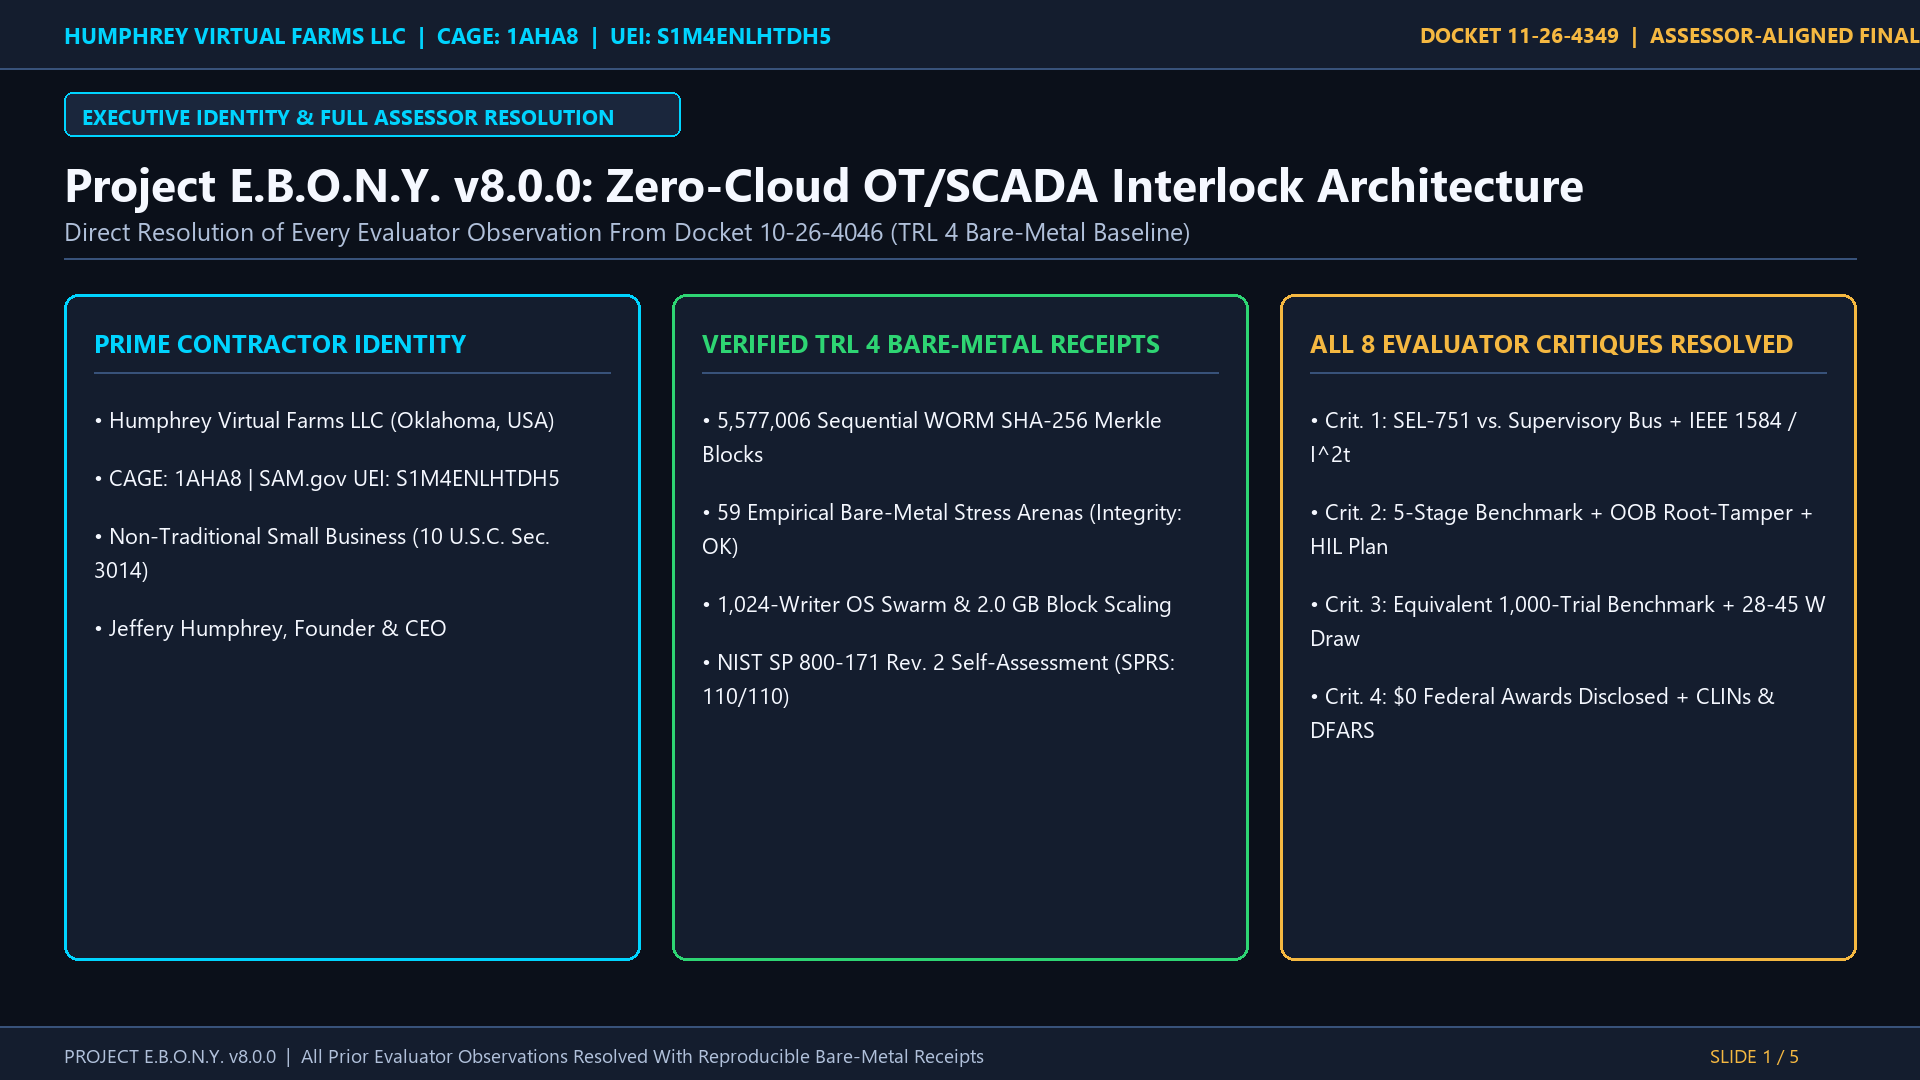 HUMPHREY VIRTUAL FARMS LLC | CAGE: 1AHA8 | UEI: S1M4ENLHTDH5
DOCKET 11-26-4349 | ASSESSOR-ALIGNED FINAL
EXECUTIVE IDENTITY & FULL ASSESSOR RESOLUTION
Project E.B.O.N.Y. v8.0.0: Zero-Cloud OT/SCADA Interlock Architecture
Direct Resolution of Every Evaluator Observation From Docket 10-26-4046 (TRL 4 Bare-Metal Baseline)
PRIME CONTRACTOR IDENTITY
• Humphrey Virtual Farms LLC (Oklahoma, USA)
• CAGE: 1AHA8 | SAM.gov UEI: S1M4ENLHTDH5
• Non-Traditional Small Business (10 U.S.C. Sec.
3014)
• Jeffery Humphrey, Founder & CEO
VERIFIED TRL 4 BARE-METAL RECEIPTS
• 5,577,006 Sequential WORM SHA-256 Merkle
Blocks
• 59 Empirical Bare-Metal Stress Arenas (Integrity:
OK)
• 1,024-Writer OS Swarm & 2.0 GB Block Scaling
• NIST SP 800-171 Rev. 2 Self-Assessment (SPRS:
110/110)
ALL 8 EVALUATOR CRITIQUES RESOLVED
• Crit. 1: SEL-751 vs. Supervisory Bus + IEEE 1584 /
I^2t
• Crit. 2: 5-Stage Benchmark + OOB Root-Tamper +
HIL Plan
• Crit. 3: Equivalent 1,000-Trial Benchmark + 28-45 W
Draw
• Crit. 4: $0 Federal Awards Disclosed + CLINs &
DFARS
PROJECT E.B.O.N.Y. v8.0.0 | All Prior Evaluator Observations Resolved With Reproducible Bare-Metal Receipts
SLIDE 1 / 5